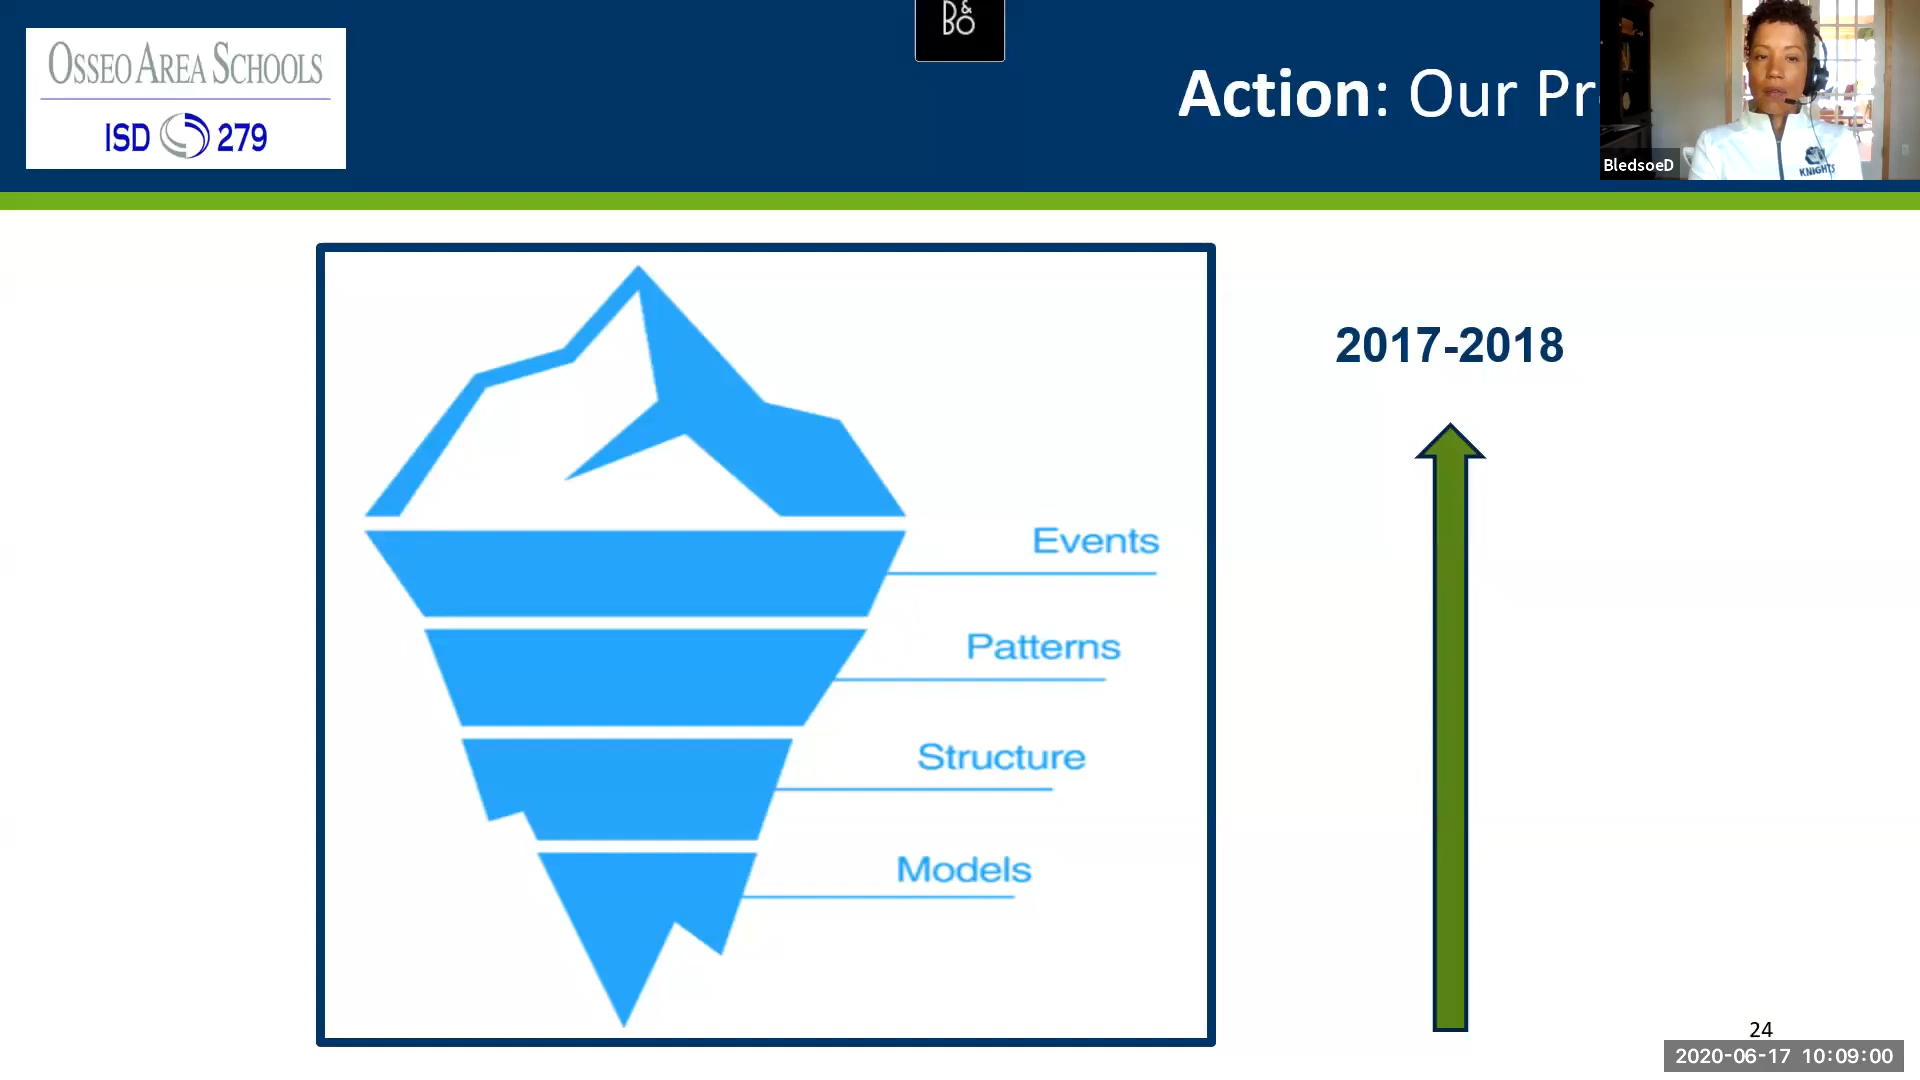 OSSEO AREA SCHOOLS
ISD 279
B&O
Action: Our Pr
BledsoeD
KNIGHTS
2017-2018
Events
Patterns
Structure
Models
24
2020-06-17 10:09:00